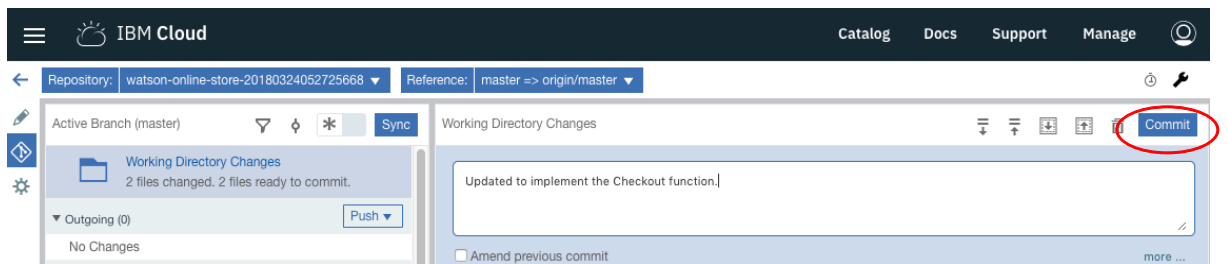 IBM Cloud
Catalog Docs Support Manage
Repository: watson-online-store-20180324052725668 ▼ Reference: master => origin/master ▼
Active Branch (master) Sync
Working Directory Changes Commit
Working Directory Changes
2 files changed. 2 files ready to commit.
Updated to implement the Checkout function.
Outgoing (0) Push ▼
No Changes
Amend previous commit more ...